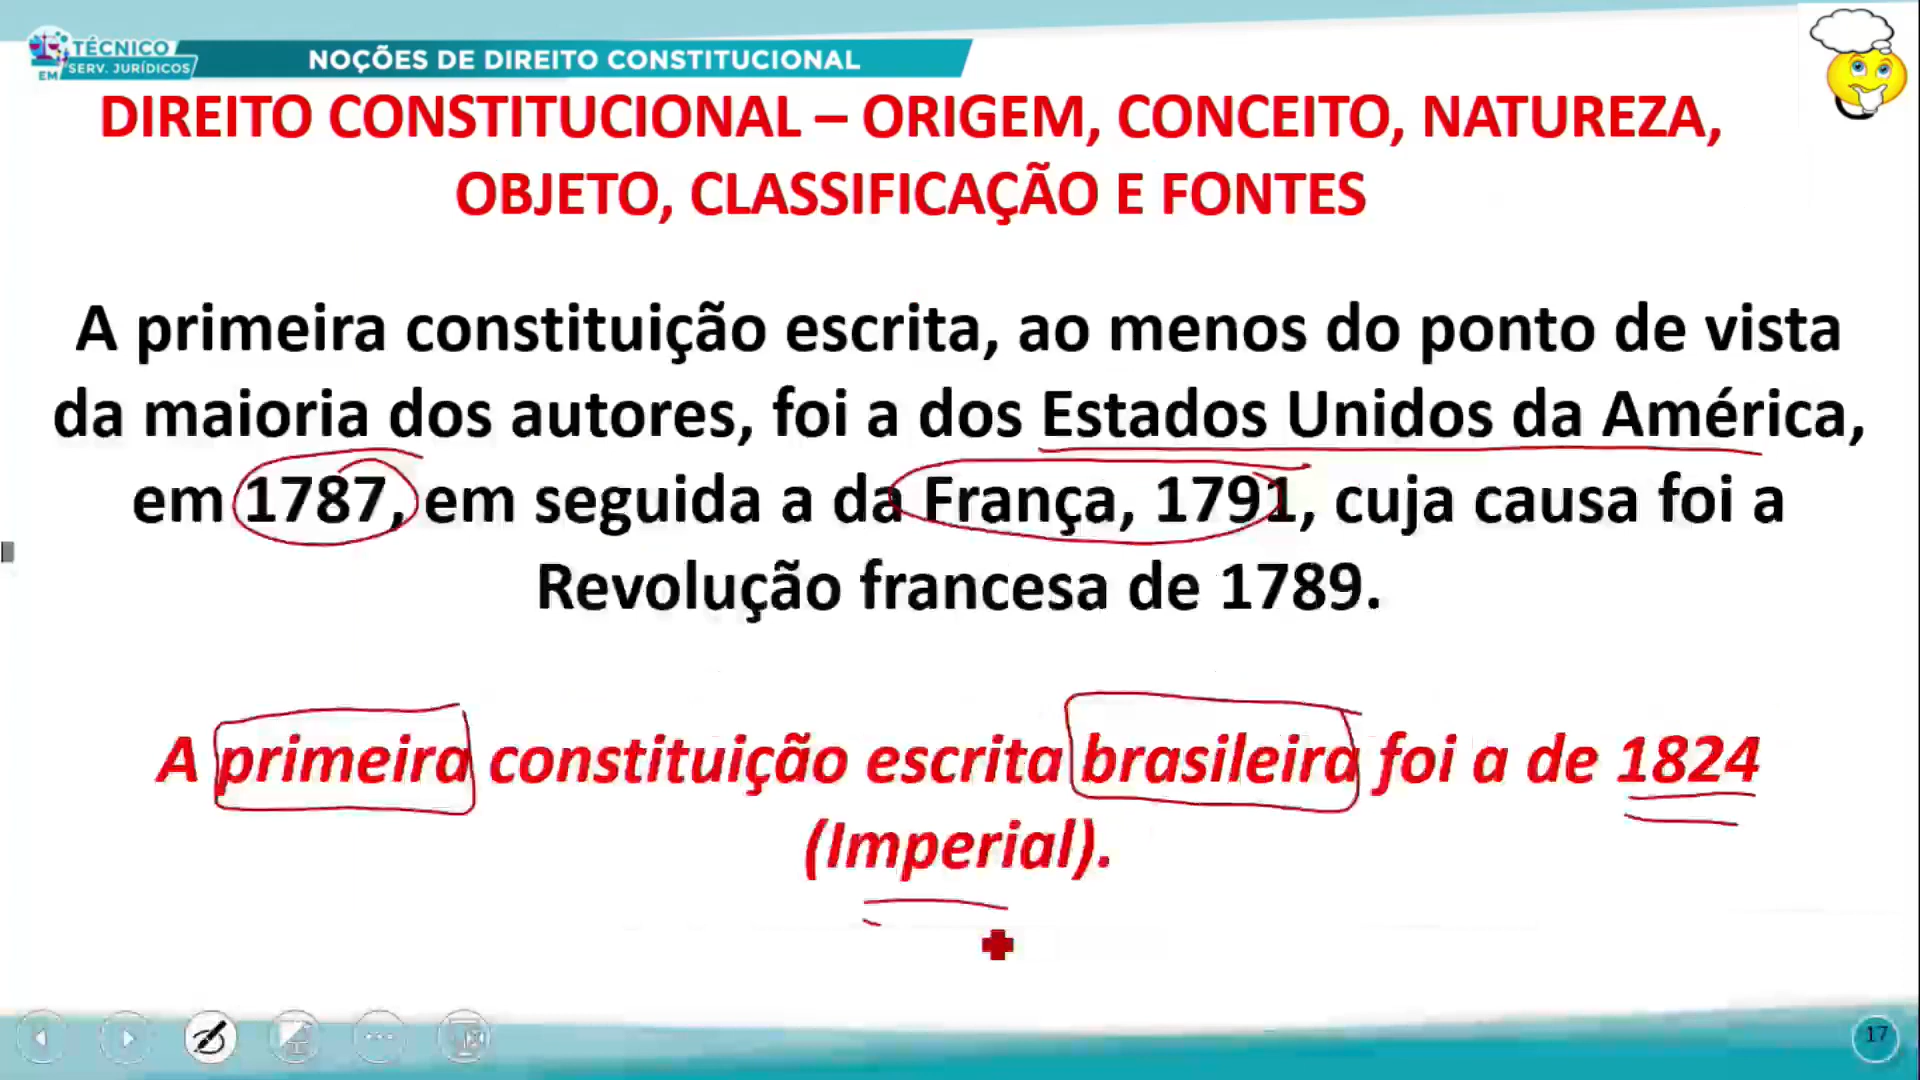 TÉCNICO
EM SERV. JURÍDICOS
NOÇÕES DE DIREITO CONSTITUCIONAL
DIREITO CONSTITUCIONAL – ORIGEM, CONCEITO, NATUREZA,
OBJETO, CLASSIFICAÇÃO E FONTES
A primeira constituição escrita, ao menos do ponto de vista
da maioria dos autores, foi a dos Estados Unidos da América,
em 1787, em seguida a da França, 1791, cuja causa foi a
Revolução francesa de 1789.
A primeira constituição escrita brasileira foi a de 1824
(Imperial).
17